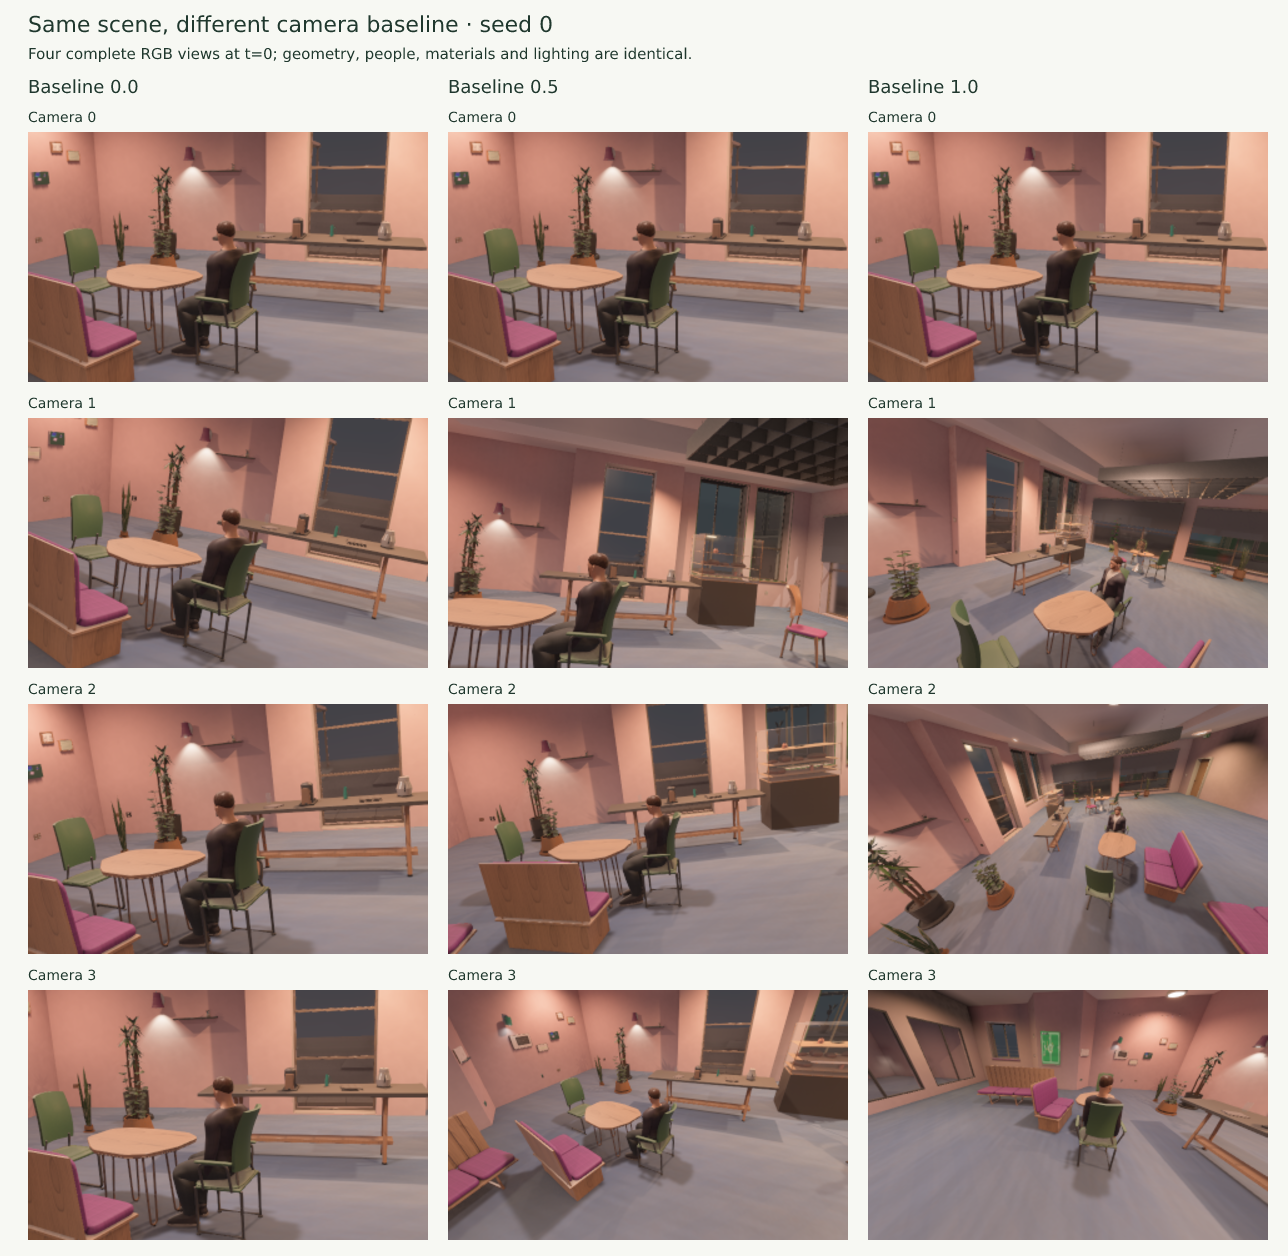 Same scene, different camera baseline · seed 0
Four complete RGB views at t=0; geometry, people, materials and lighting are identical.
Baseline 0.0
Baseline 0.5
Baseline 1.0
Camera 0
Camera 0
Camera 0
Camera 1
Camera 1
Camera 1
Camera 2
Camera 2
Camera 2
Camera 3
Camera 3
Camera 3